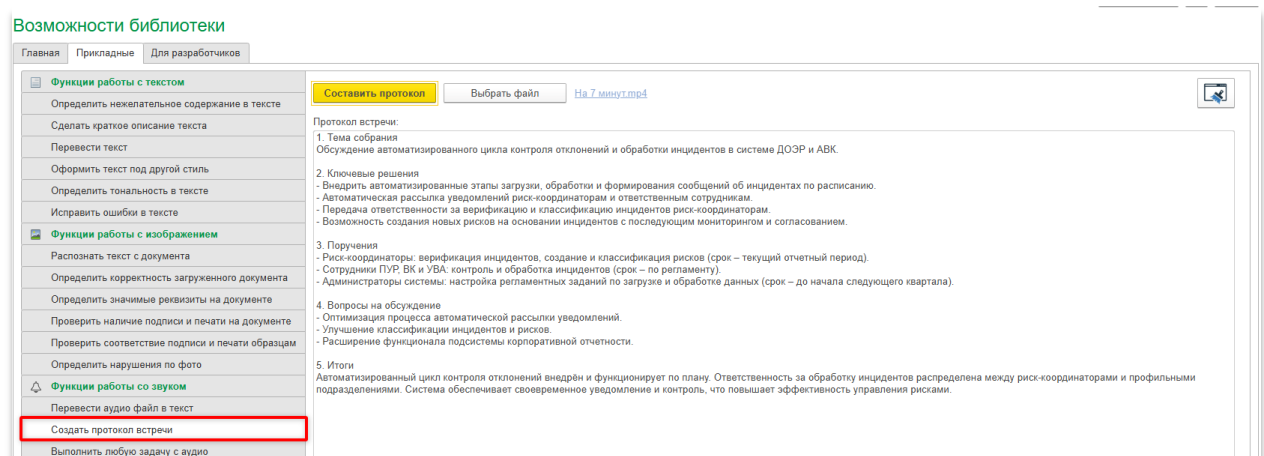 Возможности библиотеки
Главная Прикладные Для разработчиков
Функции работы с текстом
Определить нежелательное содержание в тексте
Сделать краткое описание текста
Перевести текст
Оформить текст под другой стиль
Определить тональность в тексте
Исправить ошибки в тексте
Функции работы с изображением
Распознать текст с документа
Определить корректность загруженного документа
Определить значимые реквизиты на документе
Проверить наличие подписи и печати на документе
Проверить соответствие подписи и печати образцам
Определить нарушения по фото
Функции работы со звуком
Перевести аудио файл в текст
Создать протокол встречи
Выполнить любую задачу с аудио
Составить протокол Выбрать файл На 7 минут.mp4
Протокол встречи:
1. Тема собрания
Обсуждение автоматизированного цикла контроля отклонений и обработки инцидентов в системе ДОЭР и АВК.
2. Ключевые решения
- Внедрить автоматизированные этапы загрузки, обработки и формирования сообщений об инцидентах по расписанию.
- Автоматическая рассылка уведомлений риск-координаторам и ответственным сотрудникам.
- Передача ответственности за верификацию и классификацию инцидентов риск-координаторам.
- Возможность создания новых рисков на основании инцидентов с последующим мониторингом и согласованием.
3. Поручения
- Риск-координаторы: верификация инцидентов, создание и классификация рисков (срок – текущий отчетный период).
- Сотрудники ПУР, ВК и УВА: контроль и обработка инцидентов (срок – по регламенту).
- Администраторы системы: настройка регламентных заданий по загрузке и обработке данных (срок – до начала следующего квартала).
4. Вопросы на обсуждение
- Оптимизация процесса автоматической рассылки уведомлений.
- Улучшение классификации инцидентов и рисков.
- Расширение функционала подсистемы корпоративной отчетности.
5. Итоги
Автоматизированный цикл контроля отклонений внедрён и функционирует по плану. Ответственность за обработку инцидентов распределена между риск-координаторами и профильными
подразделениями. Система обеспечивает своевременное уведомление и контроль, что повышает эффективность управления рисками.